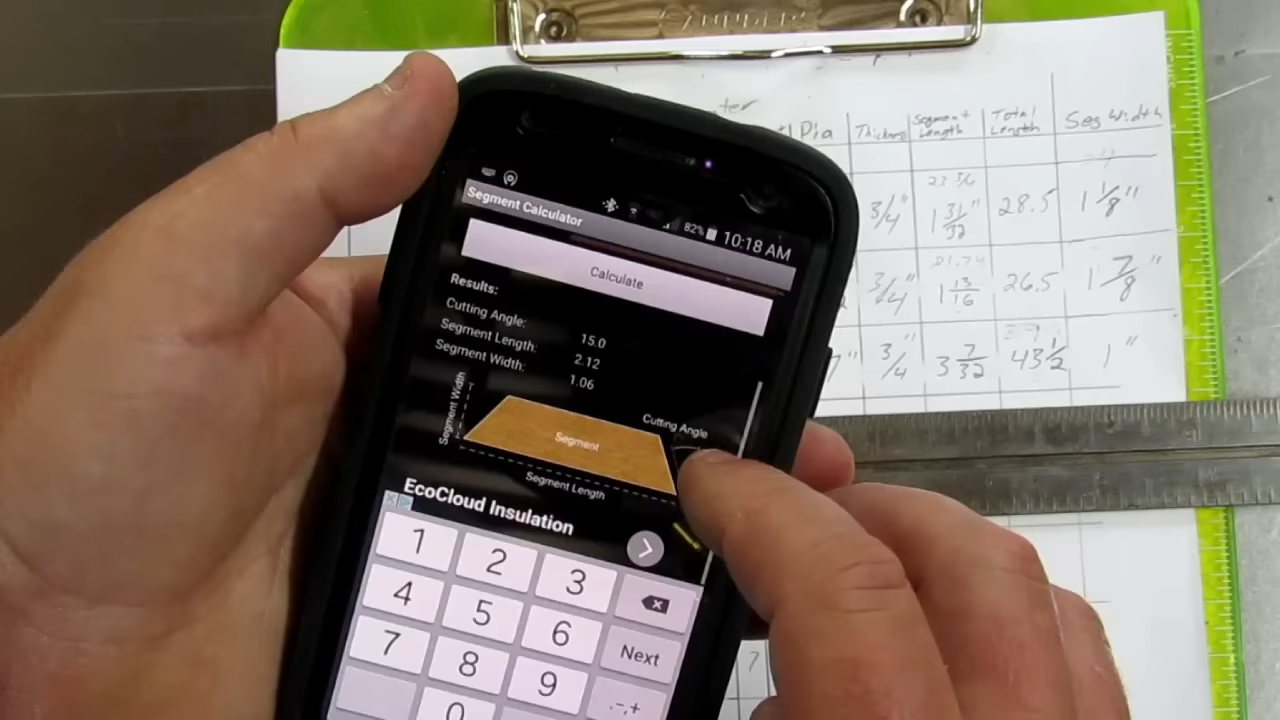 Segment Calculator
82% 10:18 AM
Calculate
Results:
Cutting Angle: 15.0
Segment Length: 2.12
Segment Width: 1.06
Segment Width
Cutting Angle
Segment
Segment Length
EcoCloud Insulation
1 2 3
4 5 6 Next
7 8 9 .-,+
0
Dia Thickness Segment Length Total Length Seg Width
3/4" 1 31/32" 28.5 1 1/8"
3/4" 1 13/16 26.5 1 7/8"
3/4 3 7/32 43 1/2 1"
7